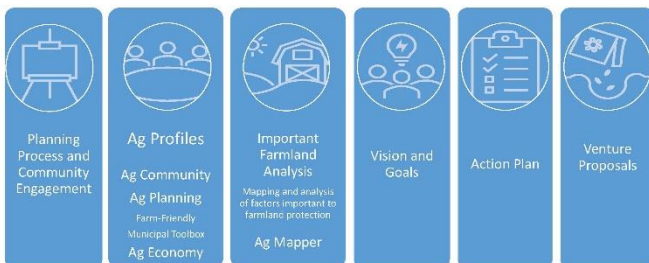 Planning
Process and
Community
Engagement
Ag Profiles
Ag Community
Ag Planning
Farm-Friendly
Municipal Toolbox
Ag Economy
Important
Farmland
Analysis
Mapping and analysis
of factors important to
farmland protection
Ag Mapper
Vision and
Goals
Action Plan
Venture
Proposals